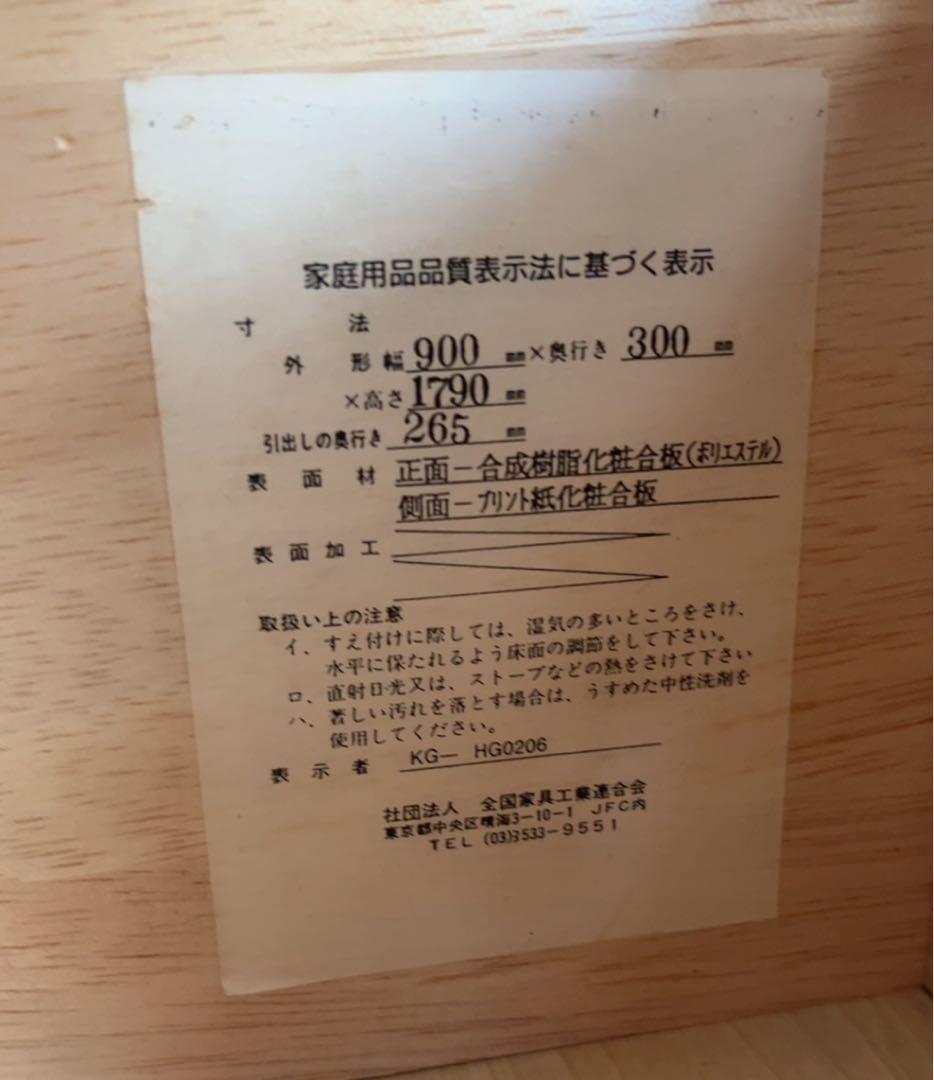 家庭用品品質表示法に基づく表示
寸法
外形 幅 900 mm × 奥行き 300 mm
×高さ 1790 mm
引出しの奥行き 265 mm
表面材 正面－合成樹脂化粧合板(ポリエステル)
側面－プリント紙化粧合板
表面加工
取扱い上の注意
イ、すえ付けに際しては、湿気の多いところをさけ、
水平に保たれるよう床面の調節をして下さい。
ロ、直射日光又は、ストーブなどの熱をさけて下さい
ハ、著しい汚れを落とす場合は、うすめた中性洗剤を
使用してください。
表示者 KG— HG0206
社団法人 全国家具工業連合会
東京都中央区晴海3-10-1 JFC内
TEL (03)3533-9551